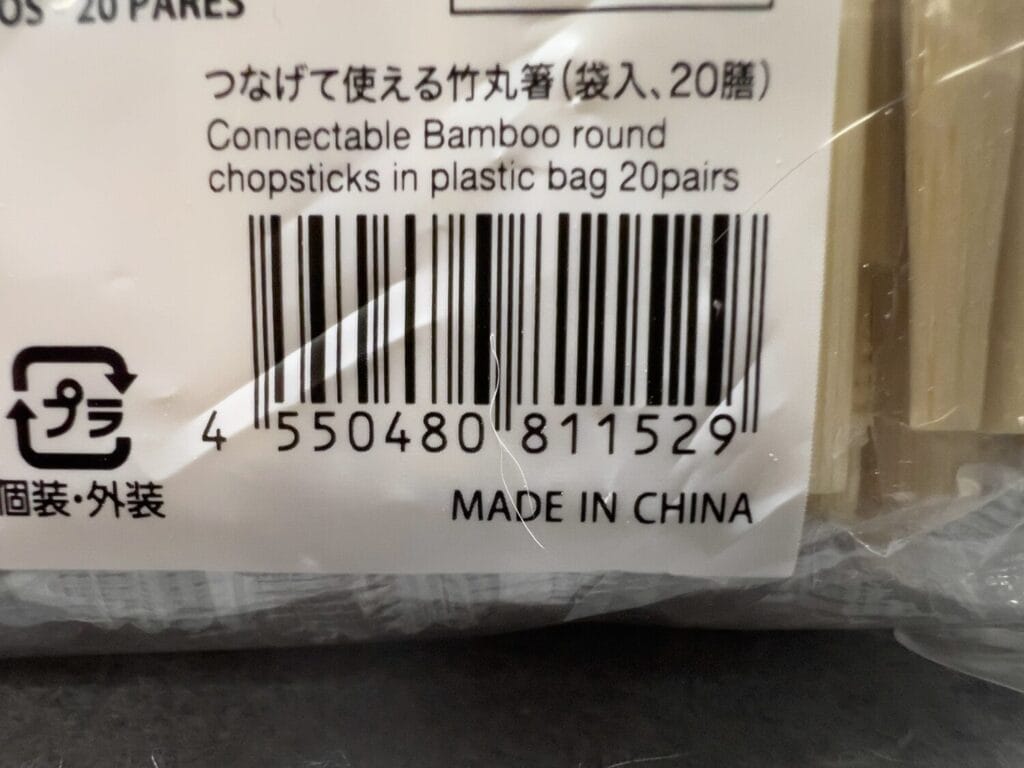 20 PARES
つなげて使える竹丸箸(袋入、20膳)
Connectable Bamboo round
chopsticks in plastic bag 20pairs
4 550480 811529
プラ
個装・外装
MADE IN CHINA